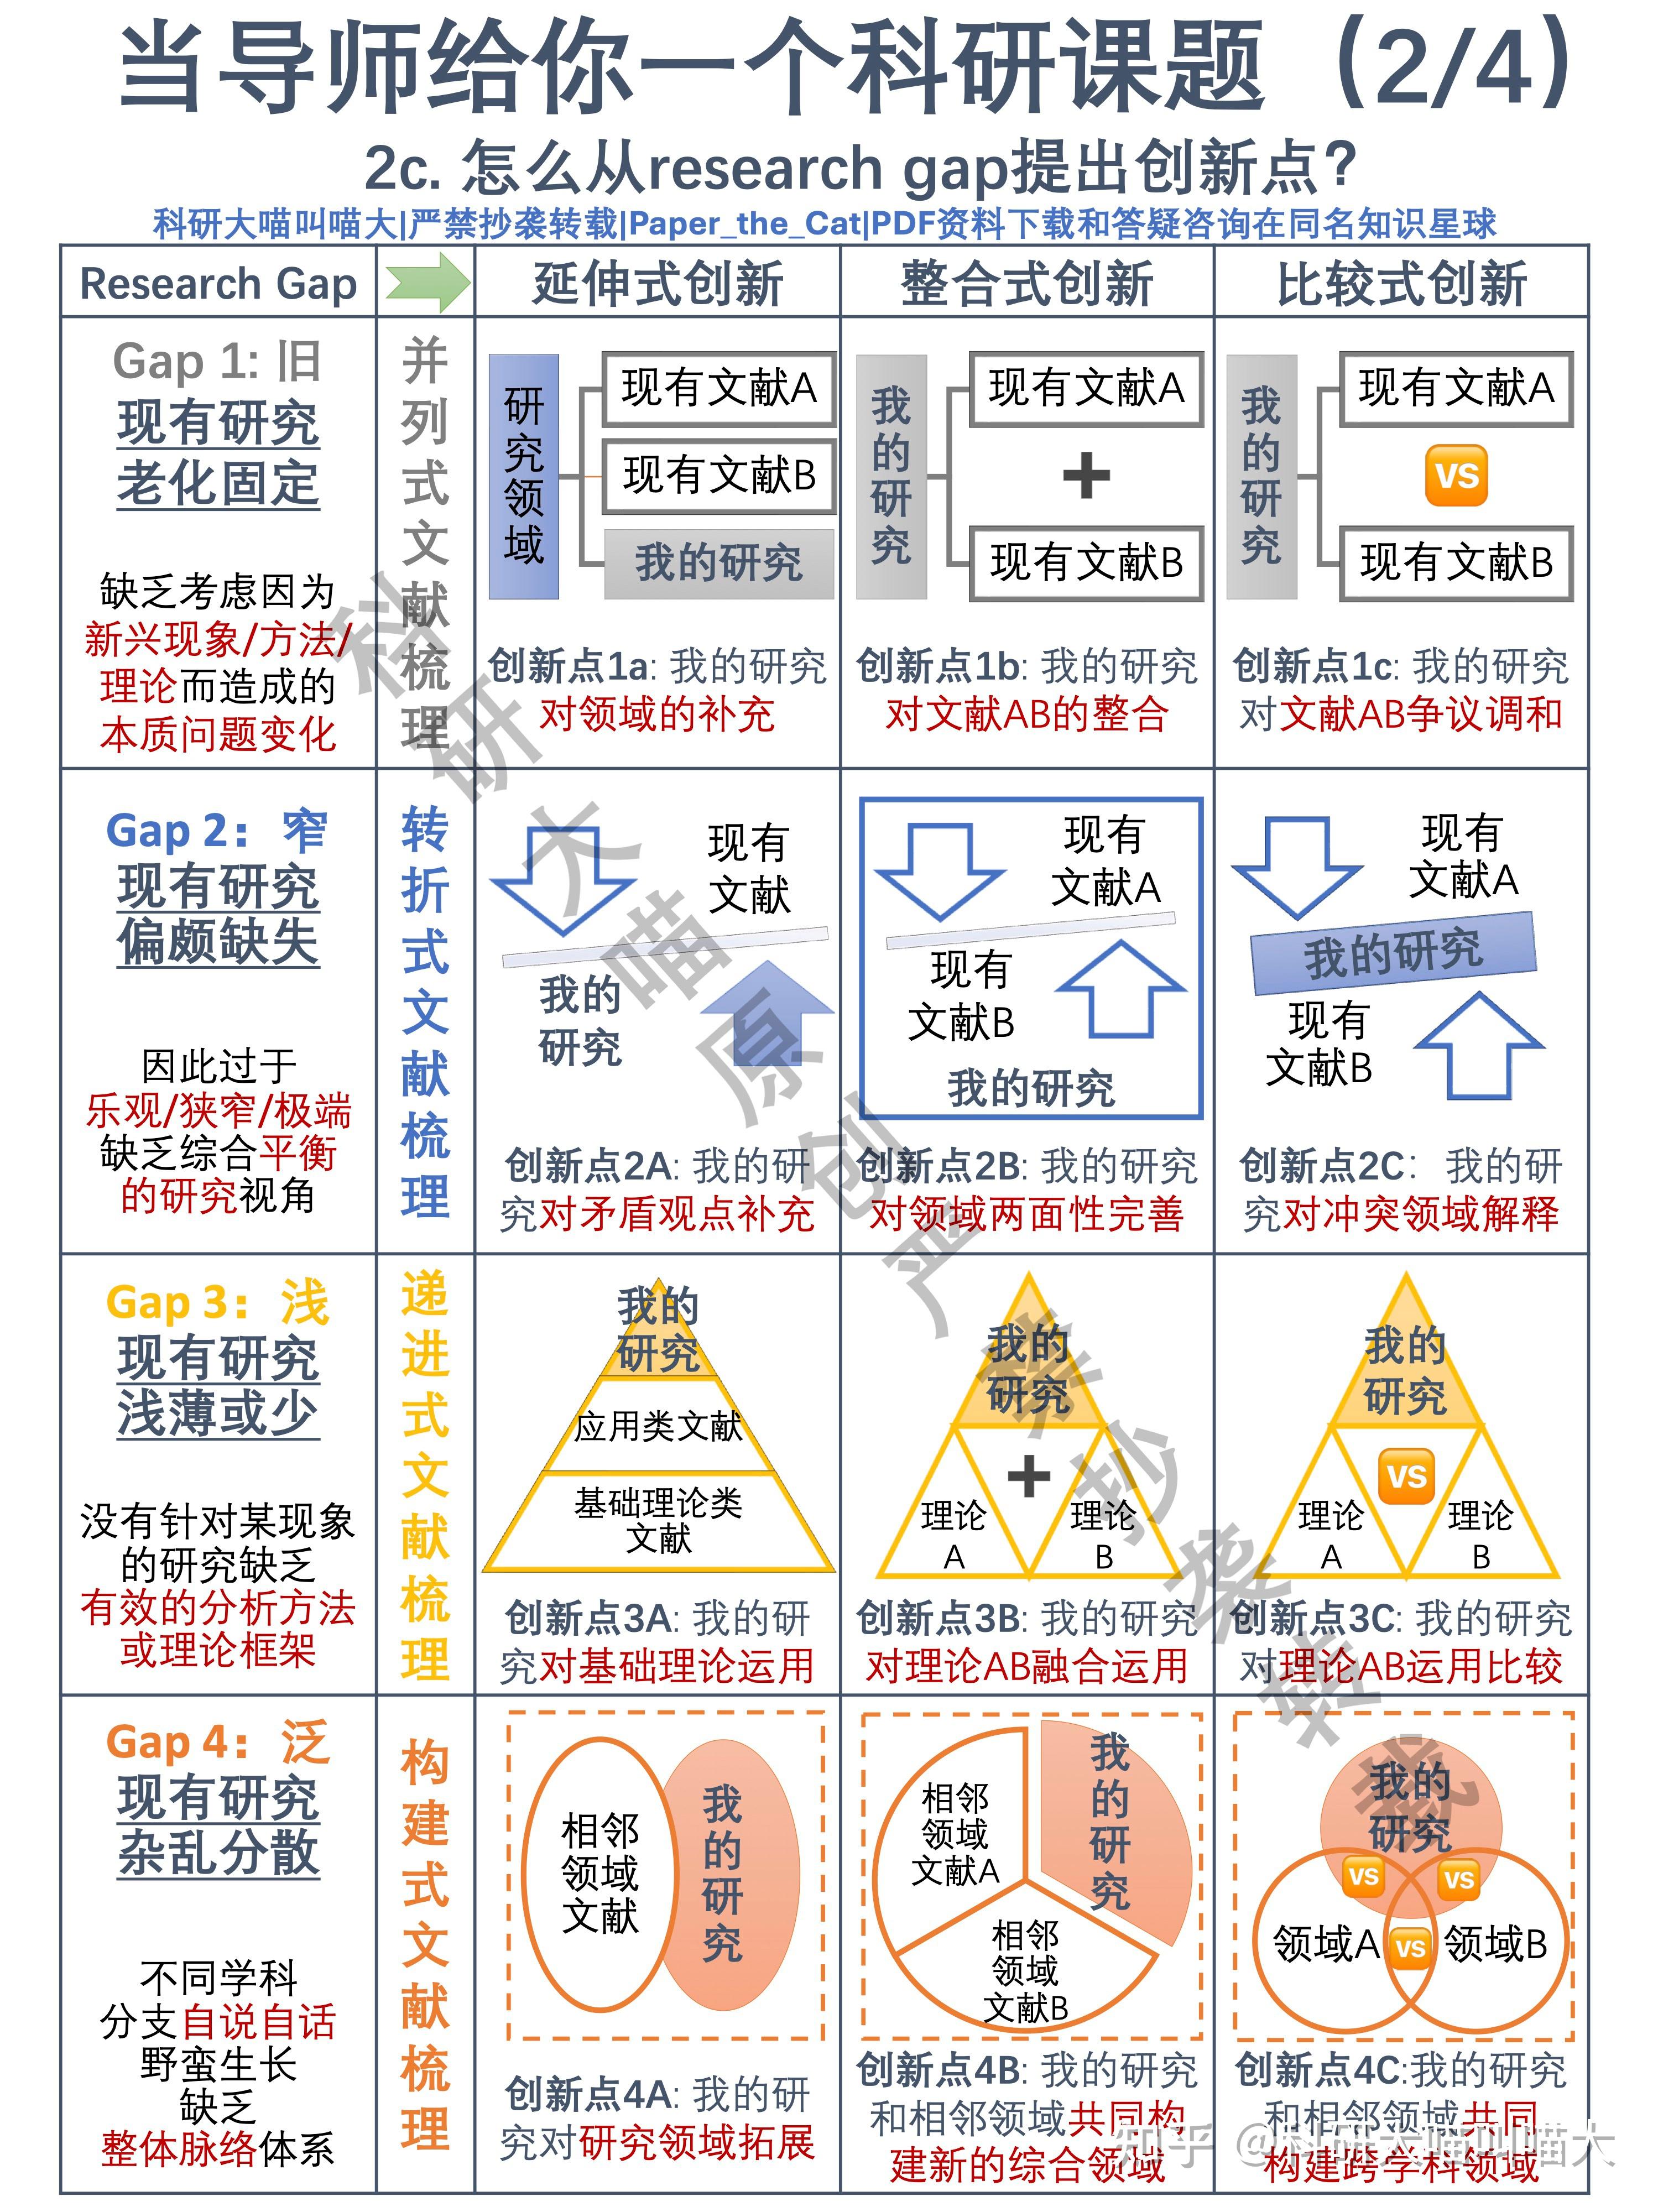 当导师给你一个科研课题（2/4）
2c. 怎么从research gap提出创新点?
科研大喵叫喵大|严禁抄袭转载|Paper_the_Cat|PDF资料下载和答疑咨询在同名知识星球
Research Gap
延伸式创新
整合式创新
比较式创新
Gap 1: 旧
现有研究
老化固定
缺乏考虑因为
新兴现象/方法/
理论而造成的
本质问题变化
并列式文献梳理
研究领域
现有文献A
现有文献B
我的研究
创新点1a: 我的研究
对领域的补充
我的研究
现有文献A
+
现有文献B
创新点1b: 我的研究
对文献AB的整合
我的研究
现有文献A
VS
现有文献B
创新点1c: 我的研究
对文献AB争议调和
Gap 2: 窄
现有研究
偏颇缺失
因此过于
乐观/狭窄/极端
缺乏综合平衡
的研究视角
转折式文献梳理
现有
文献
我的
研究
创新点2A: 我的研
究对矛盾观点补充
现有
文献A
现有
文献B
我的研究
创新点2B: 我的研究
对领域两面性完善
现有
文献A
我的研究
现有
文献B
创新点2C: 我的研
究对冲突领域解释
Gap 3: 浅
现有研究
浅薄或少
没有针对某现象
的研究缺乏
有效的分析方法
或理论框架
递进式文献梳理
我的
研究
应用类文献
基础理论类
文献
创新点3A: 我的研
究对基础理论运用
我的
研究
+
理论
A
理论
B
创新点3B: 我的研究
对理论AB融合运用
我的
研究
VS
理论
A
理论
B
创新点3C: 我的研究
对理论AB运用比较
Gap 4: 泛
现有研究
杂乱分散
不同学科
分支自说自话
野蛮生长
缺乏
整体脉络体系
构建式文献梳理
相邻
领域
文献
我的研究
创新点4A: 我的研
究对研究领域拓展
相邻
领域
文献A
我的研究
相邻
领域
文献B
创新点4B: 我的研究
和相邻领域共同构
建新的综合领域
我的
研究
VS
VS
领域A
VS
领域B
创新点4C:我的研究
和相邻领域共同
构建跨学科领域
科研大喵原创严禁抄袭转载
知乎 @科研大喵叫喵大